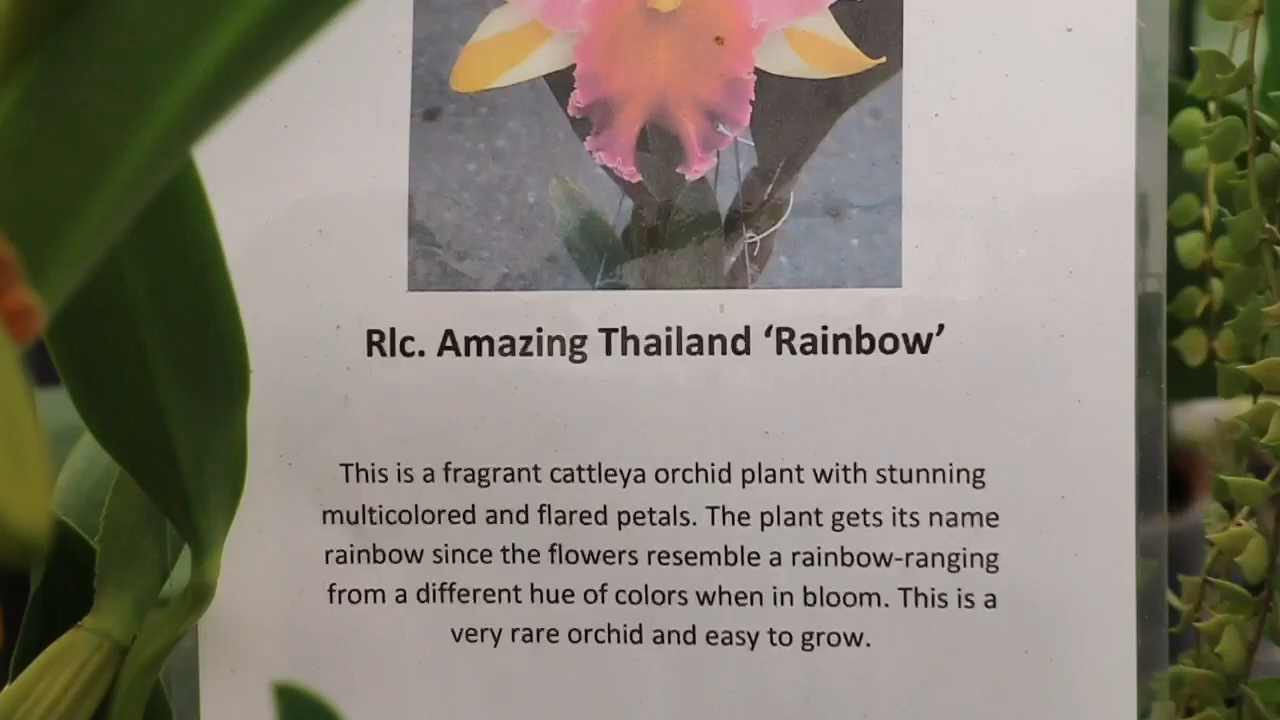 Rlc. Amazing Thailand ‘Rainbow’
This is a fragrant cattleya orchid plant with stunning
multicolored and flared petals. The plant gets its name
rainbow since the flowers resemble a rainbow-ranging
from a different hue of colors when in bloom. This is a
very rare orchid and easy to grow.